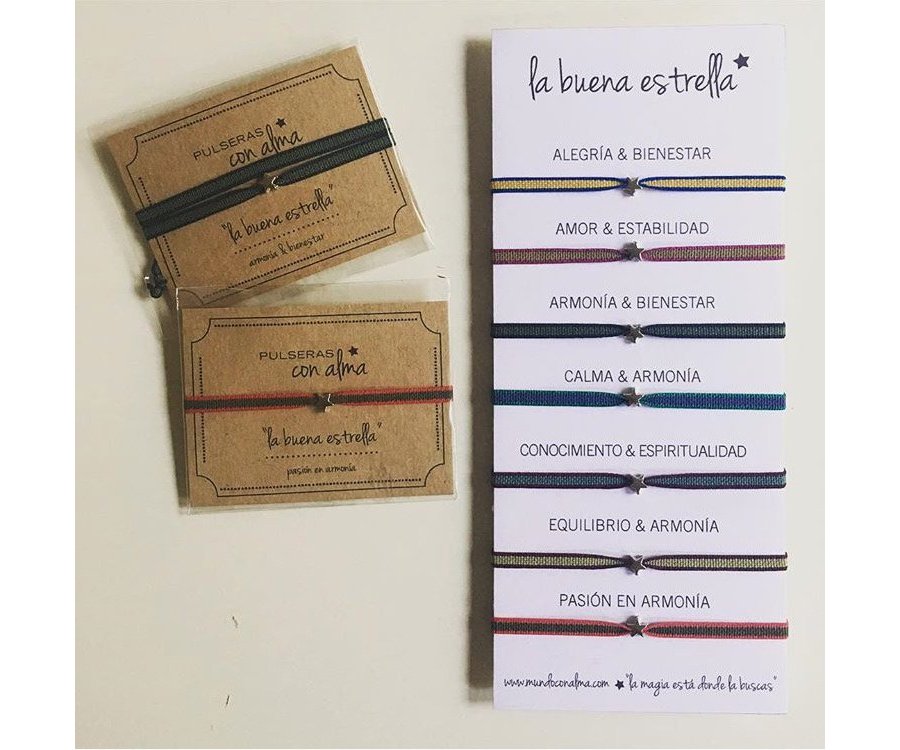 PULSERAS
con alma
"la buena estrella"
armonía & bienestar
PULSERAS
con alma
"la buena estrella"
pasión en armonía
la buena estrella
ALEGRÍA & BIENESTAR
AMOR & ESTABILIDAD
ARMONÍA & BIENESTAR
CALMA & ARMONÍA
CONOCIMIENTO & ESPIRITUALIDAD
EQUILIBRIO & ARMONÍA
PASIÓN EN ARMONÍA
www.mundoconalma.com "la magia está donde la buscas"